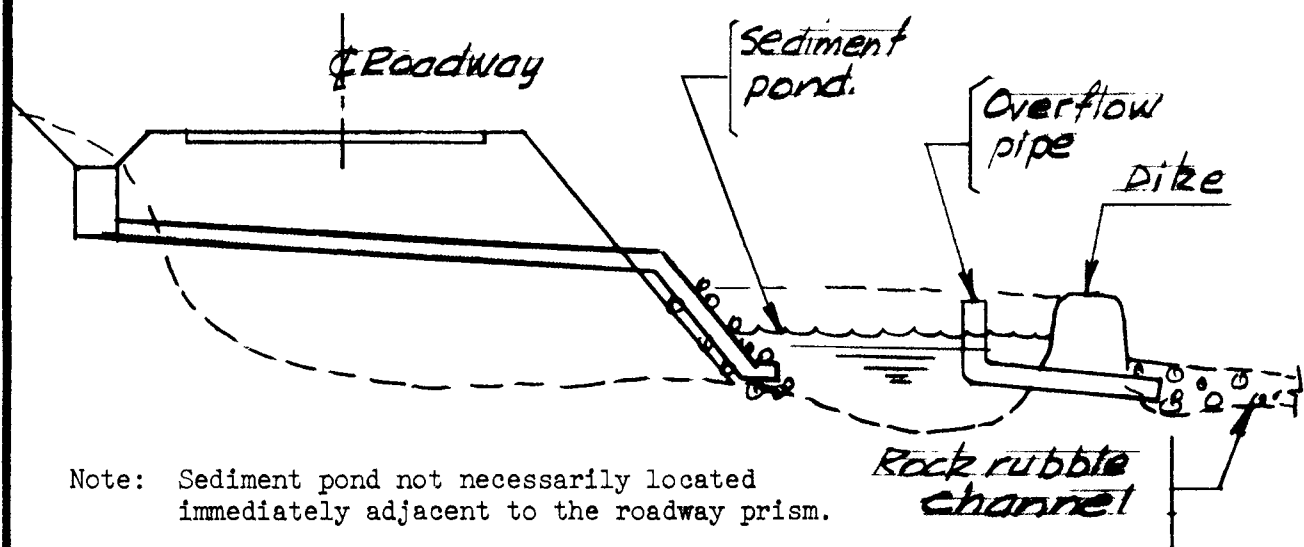 ℄ Roadway
Sediment
pond.
Overflow
pipe
Dike
Rock rubble
channel
Note: Sediment pond not necessarily located
immediately adjacent to the roadway prism.